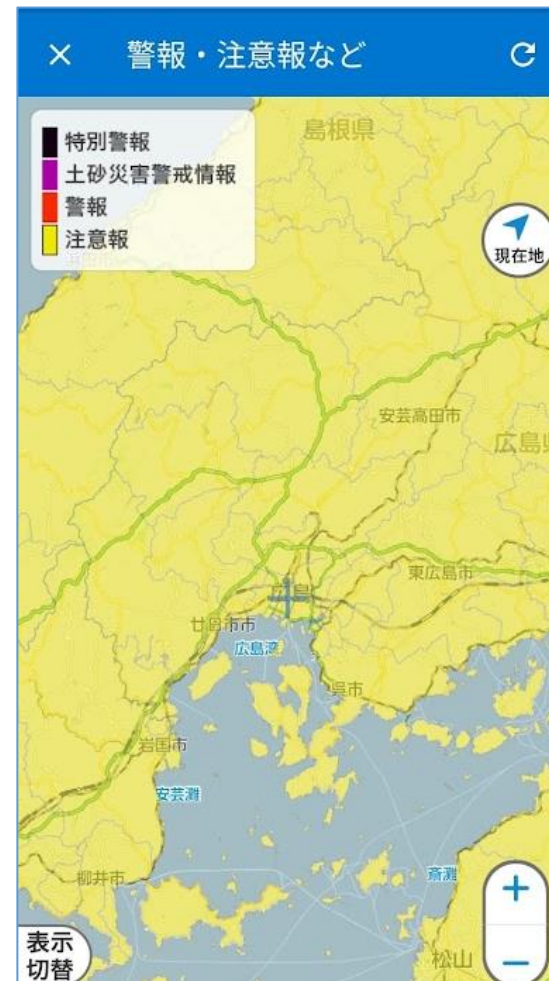 警報・注意報など
特別警報
土砂災害警戒情報
警報
注意報
島根県
現在地
安芸高田市
広島県
東広島市
広島
廿日市市
広島湾
呉市
岩国市
安芸灘
柳井市
斎灘
松山
表示
切替